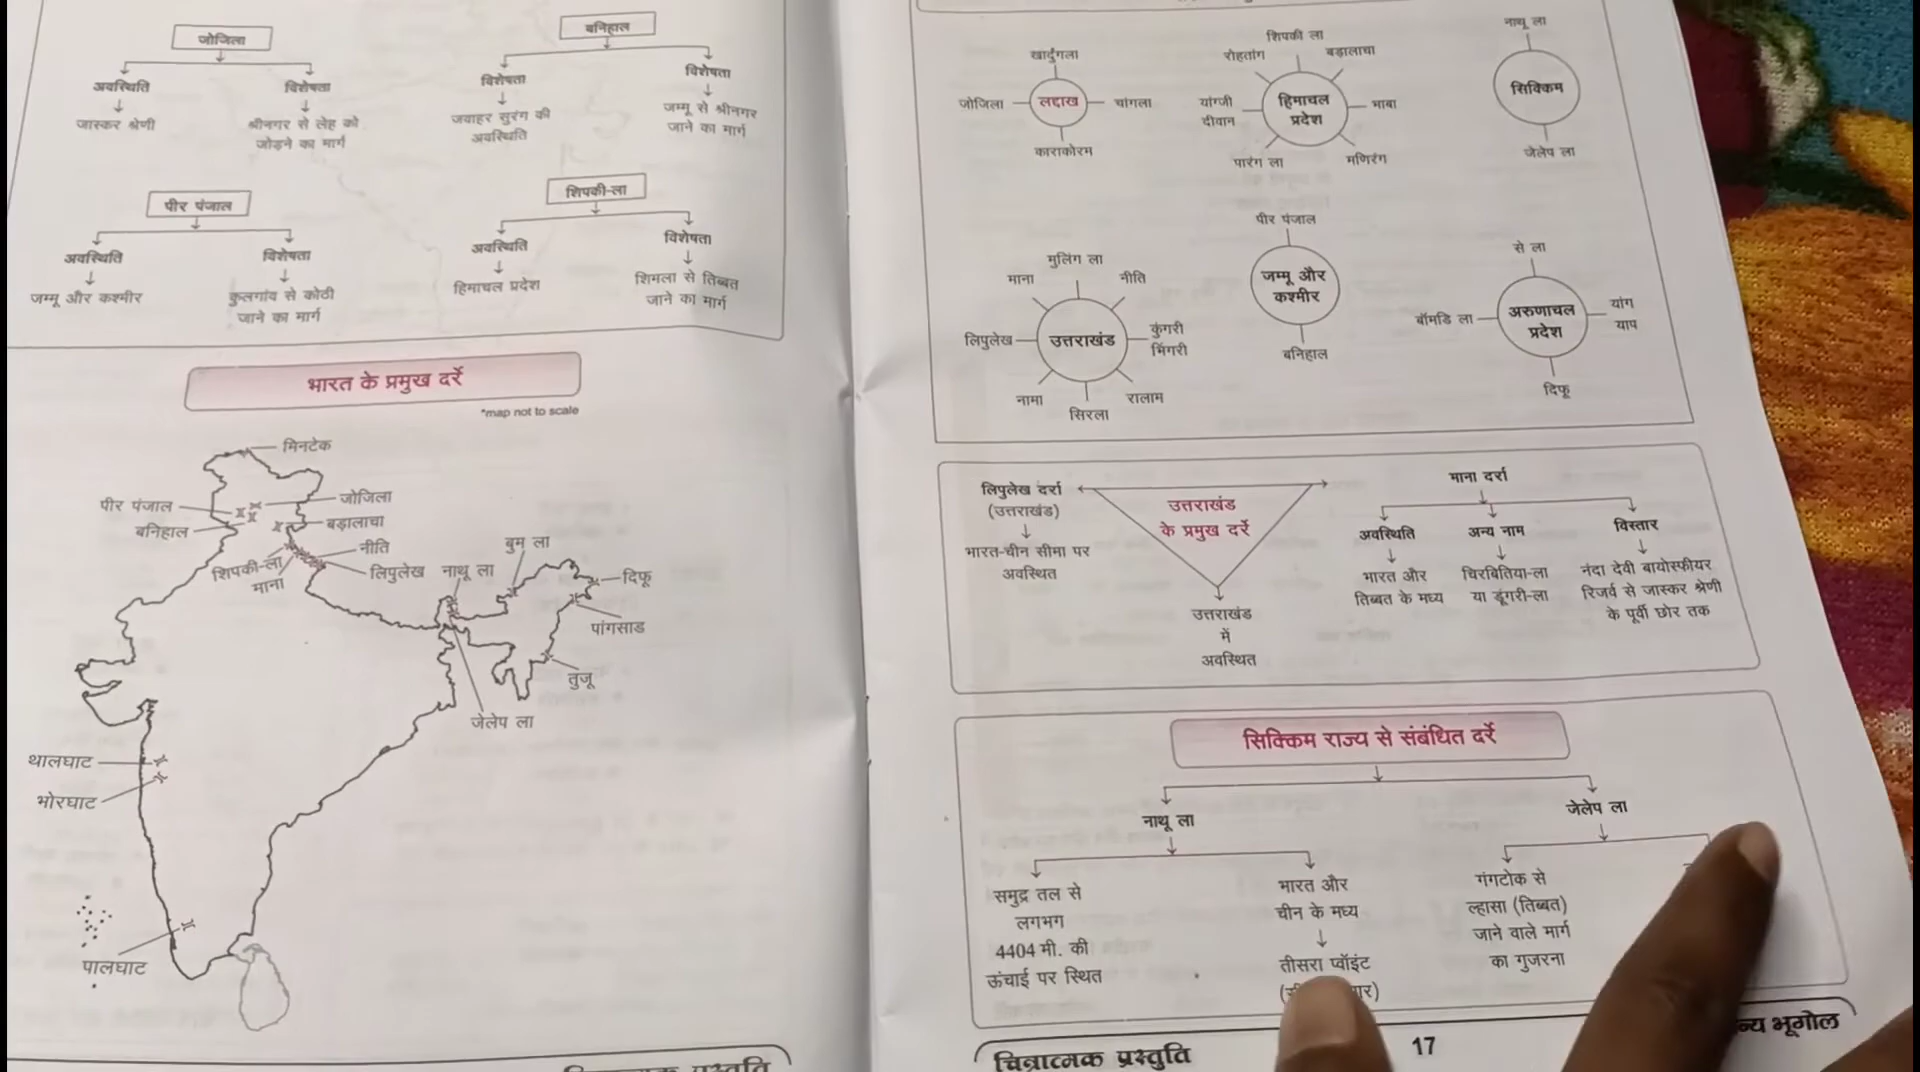 जोजिला
अवस्थिति
विशेषता
जास्कर श्रेणी
श्रीनगर से लेह को
जोड़ने का मार्ग
बनिहाल
विशेषता
विशेषता
जवाहर सुरंग की
अवस्थिति
जम्मू से श्रीनगर
जाने का मार्ग
पीर पंजाल
अवस्थिति
विशेषता
जम्मू और कश्मीर
कुलगांव से कोठी
जाने का मार्ग
शिपकी-ला
अवस्थिति
विशेषता
हिमाचल प्रदेश
शिमला से तिब्बत
जाने का मार्ग
भारत के प्रमुख दर्रे
*map not to scale
मिनटेक
पीर पंजाल
जोजिला
बनिहाल
बड़ालाचा
शिपकी-ला
नीति
माना
लिपुलेख
नाथू ला
बुम ला
दिफू
पांगसाड
तुजू
जेलेप ला
थालघाट
भोरघाट
पालघाट
खार्दुंगला
जोजिला
लद्दाख
चांगला
काराकोरम
शिपकी ला
रोहतांग
बड़ालाचा
यांग्जी
दीवान
हिमाचल
प्रदेश
भाबा
पारंग ला
मणिरंग
नाथू ला
सिक्किम
जेलेप ला
मुलिंग ला
माना
नीति
लिपुलेख
उत्तराखंड
कुंगरी
भिंगरी
नामा
सिरला
रालाम
पीर पंजाल
जम्मू और
कश्मीर
बनिहाल
से ला
बॉमडि ला
अरुणाचल
प्रदेश
यांग
याप
दिफू
लिपुलेख दर्रा
(उत्तराखंड)
भारत-चीन सीमा पर
अवस्थित
उत्तराखंड
के प्रमुख दर्रे
उत्तराखंड
में
अवस्थित
माना दर्रा
अवस्थिति
अन्य नाम
विस्तार
भारत और
तिब्बत के मध्य
चिरबितिया-ला
या डूंगरी-ला
नंदा देवी बायोस्फीयर
रिजर्व से जास्कर श्रेणी
के पूर्वी छोर तक
सिक्किम राज्य से संबंधित दर्रे
नाथू ला
जेलेप ला
समुद्र तल से
लगभग
4404 मी. की
ऊंचाई पर स्थित
भारत और
चीन के मध्य
तीसरा प्वॉइंट
गंगटोक से
ल्हासा (तिब्बत)
जाने वाले मार्ग
का गुजरना
चित्रात्मक प्रस्तुति
17
भूगोल